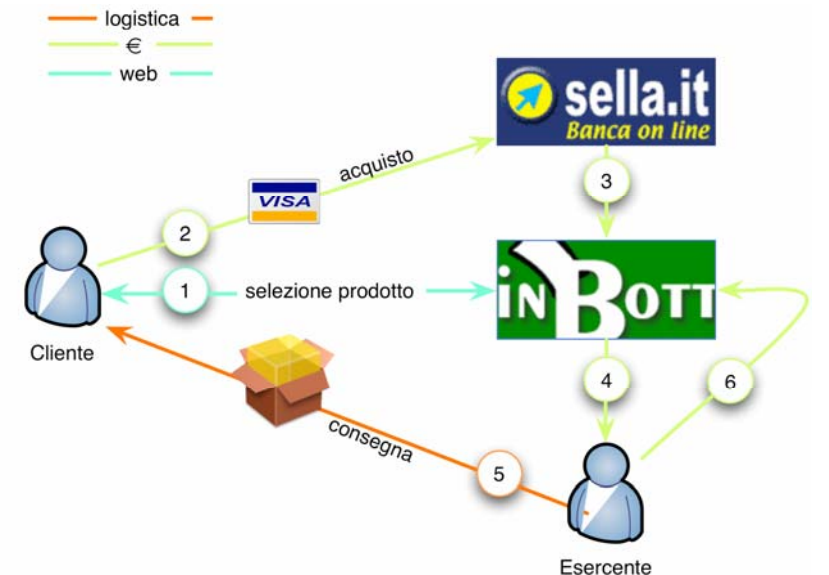 logistica
€
web
sella.it
Banca on line
acquisto
VISA
3
2
inBOTT
1
selezione prodotto
Cliente
4
6
consegna
5
Esercente